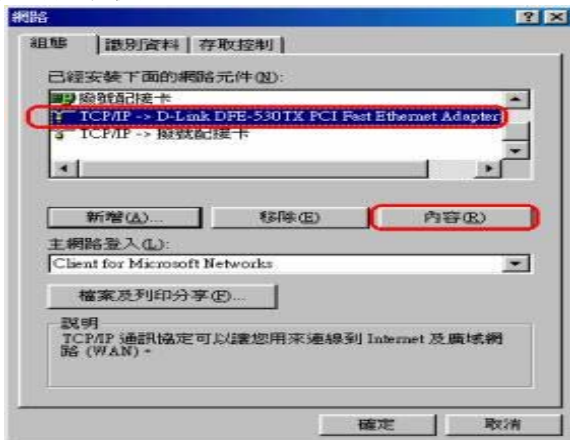 網路
組態 識別資料 存取控制
已經安裝下面的網路元件(N):
撥號配接卡
TCP/IP -> D-Link DFE-530TX PCI Fast Ethernet Adapter
TCP/IP -> 撥號配接卡
新增(A)... 移除(E) 內容(R)
主網路登入(L):
Client for Microsoft Networks
檔案及列印分享(F)...
說明
TCP/IP 通訊協定可以讓您用來連線到 Internet 及廣域網
路 (WAN)。
確定 取消